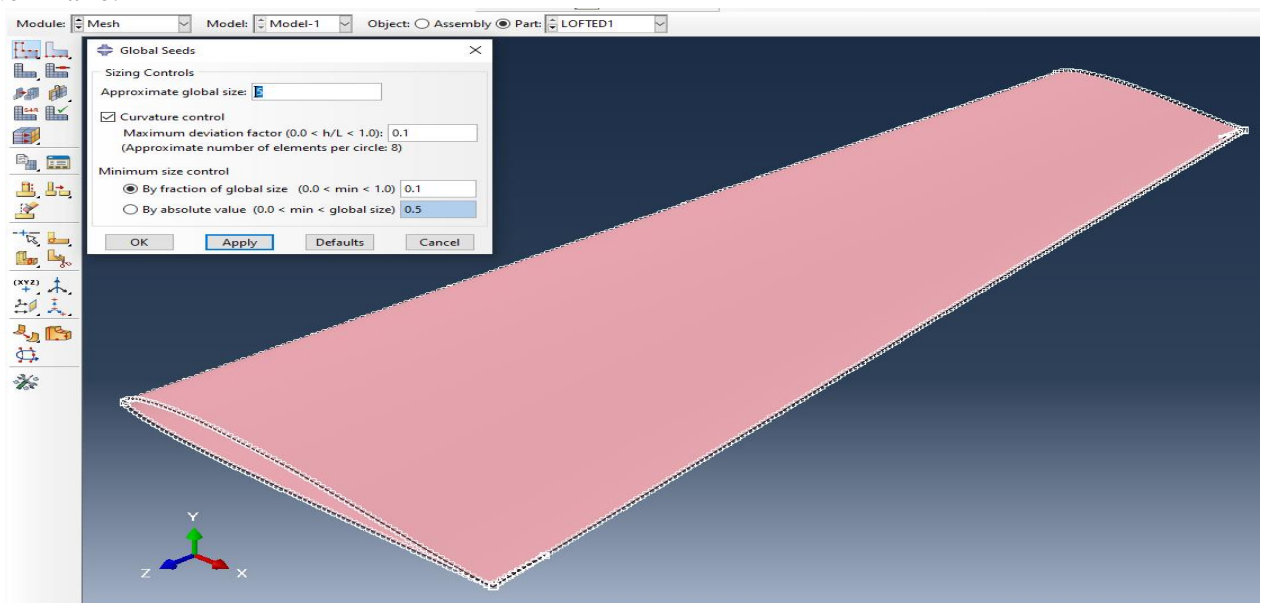 Module: Mesh Model: Model-1 Object: Assembly Part: LOFTED1
Global Seeds
Sizing Controls
Approximate global size: 5
Curvature control
Maximum deviation factor (0.0 < h/L < 1.0): 0.1
(Approximate number of elements per circle: 8)
Minimum size control
By fraction of global size (0.0 < min < 1.0) 0.1
By absolute value (0.0 < min < global size) 0.5
OK Apply Defaults Cancel
(XYZ)
Y
Z X